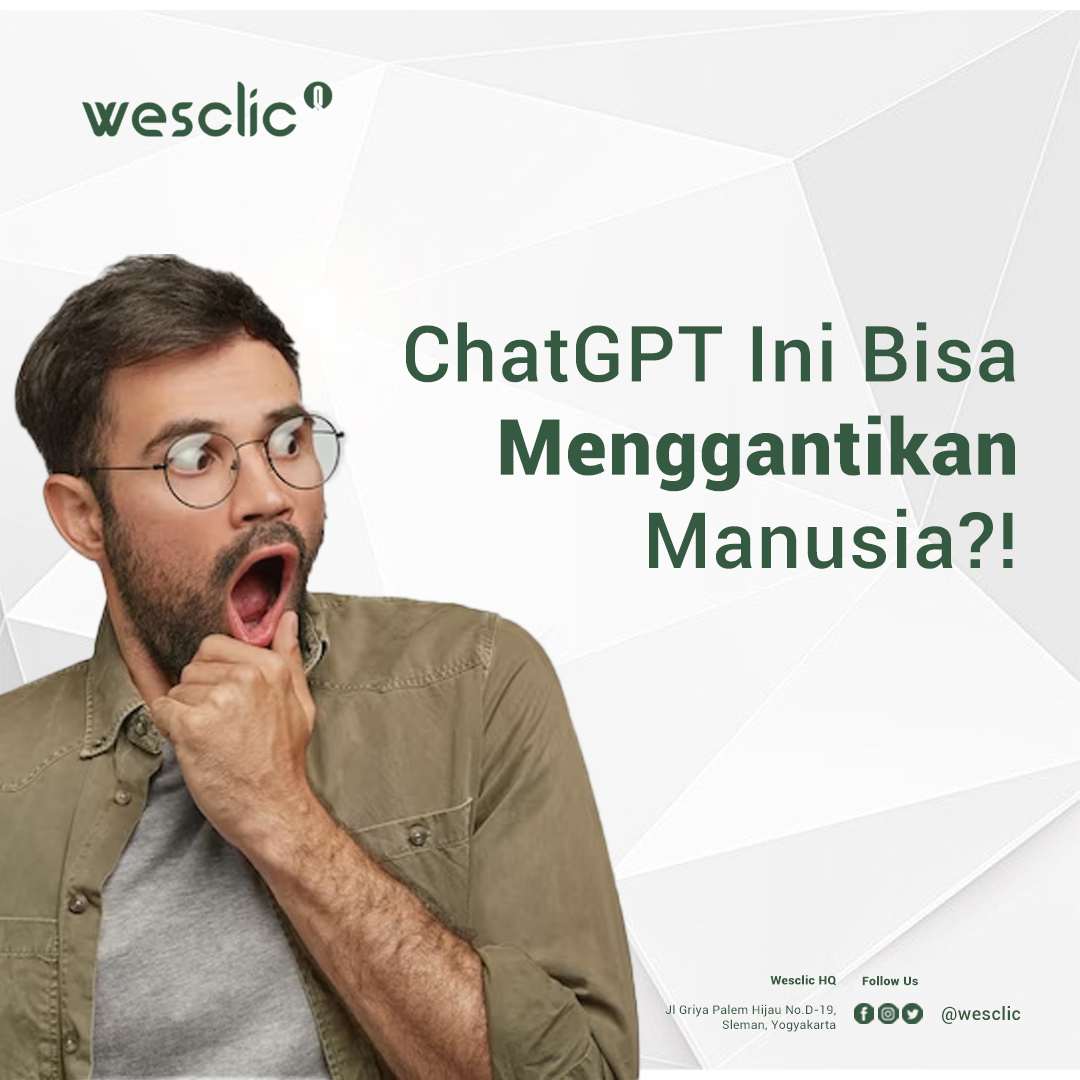 wesclic
ChatGPT Ini Bisa
Menggantikan
Manusia?!
Wesclic HQ
Jl Griya Palem Hijau No.D-19,
Sleman, Yogyakarta
Follow Us
@wesclic